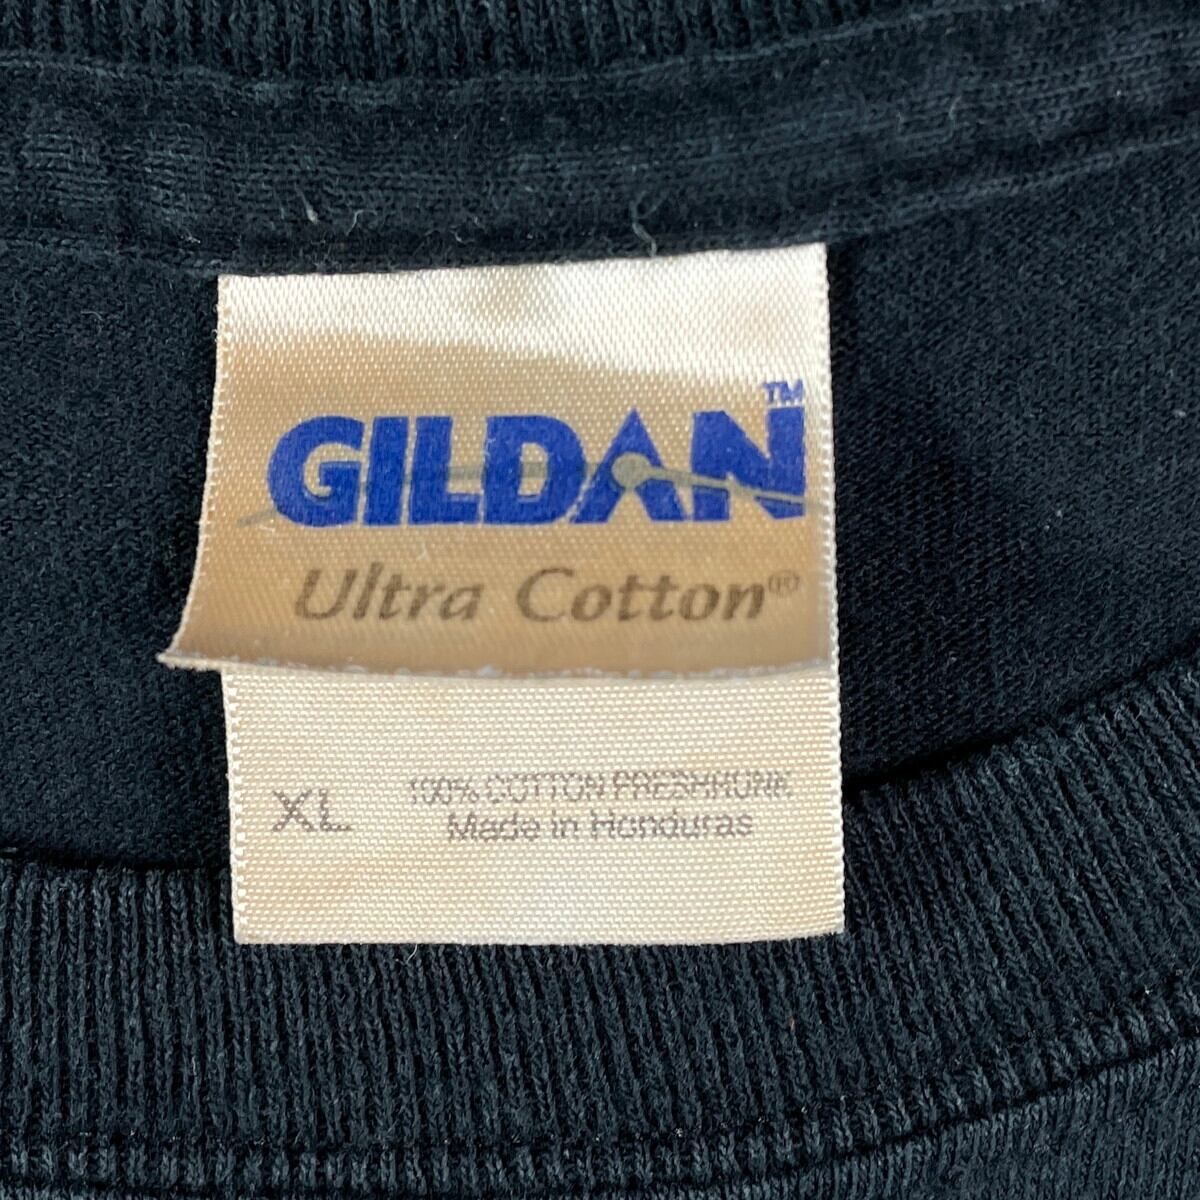 GILDAN™
Ultra Cotton®
XL
100% COTTON PRESHRUNK
Made in Honduras